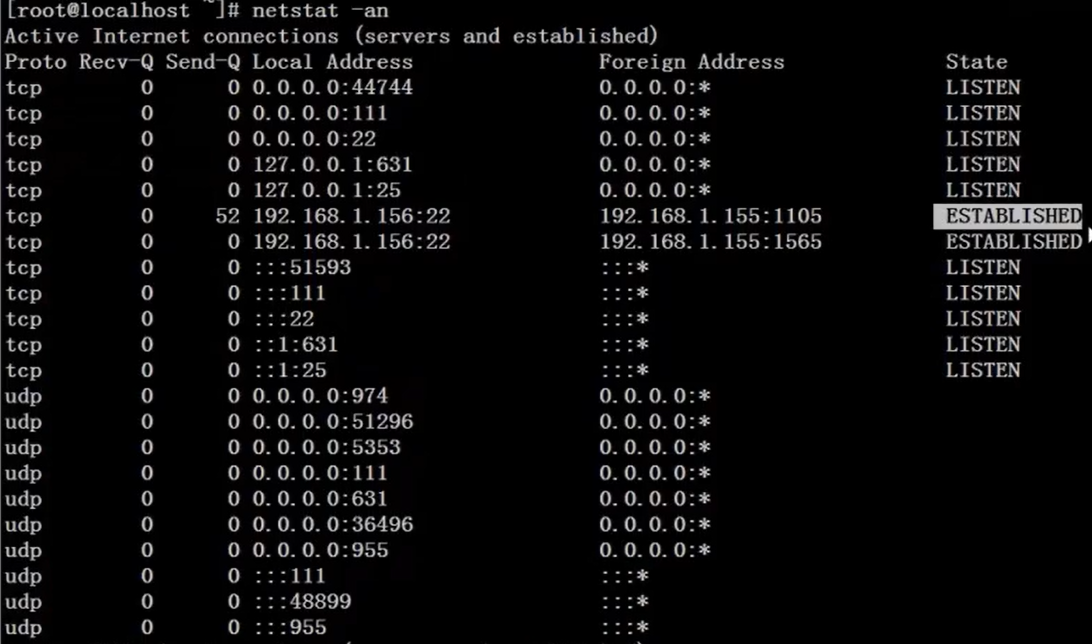 [root@localhost ~]# netstat -an
Active Internet connections (servers and established)
Proto Recv-Q Send-Q Local Address Foreign Address State
tcp 0 0 0.0.0.0:44744 0.0.0.0:* LISTEN
tcp 0 0 0.0.0.0:111 0.0.0.0:* LISTEN
tcp 0 0 0.0.0.0:22 0.0.0.0:* LISTEN
tcp 0 0 127.0.0.1:631 0.0.0.0:* LISTEN
tcp 0 0 127.0.0.1:25 0.0.0.0:* LISTEN
tcp 0 52 192.168.1.156:22 192.168.1.155:1105 ESTABLISHED
tcp 0 0 192.168.1.156:22 192.168.1.155:1565 ESTABLISHED
tcp 0 0 :::51593 :::* LISTEN
tcp 0 0 :::111 :::* LISTEN
tcp 0 0 :::22 :::* LISTEN
tcp 0 0 ::1:631 :::* LISTEN
tcp 0 0 ::1:25 :::* LISTEN
udp 0 0 0.0.0.0:974 0.0.0.0:*
udp 0 0 0.0.0.0:51296 0.0.0.0:*
udp 0 0 0.0.0.0:5353 0.0.0.0:*
udp 0 0 0.0.0.0:111 0.0.0.0:*
udp 0 0 0.0.0.0:631 0.0.0.0:*
udp 0 0 0.0.0.0:36496 0.0.0.0:*
udp 0 0 0.0.0.0:955 0.0.0.0:*
udp 0 0 :::111 :::*
udp 0 0 :::48899 :::*
udp 0 0 :::955 :::*